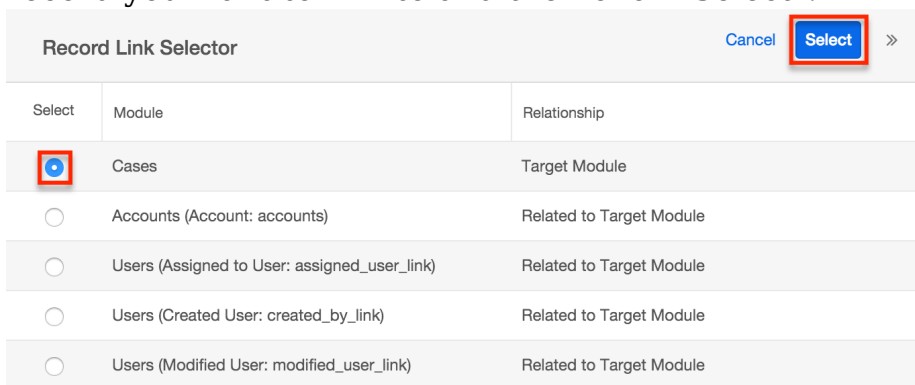 Record Link Selector Cancel Select »
Select Module Relationship
Cases Target Module
Accounts (Account: accounts) Related to Target Module
Users (Assigned to User: assigned_user_link) Related to Target Module
Users (Created User: created_by_link) Related to Target Module
Users (Modified User: modified_user_link) Related to Target Module